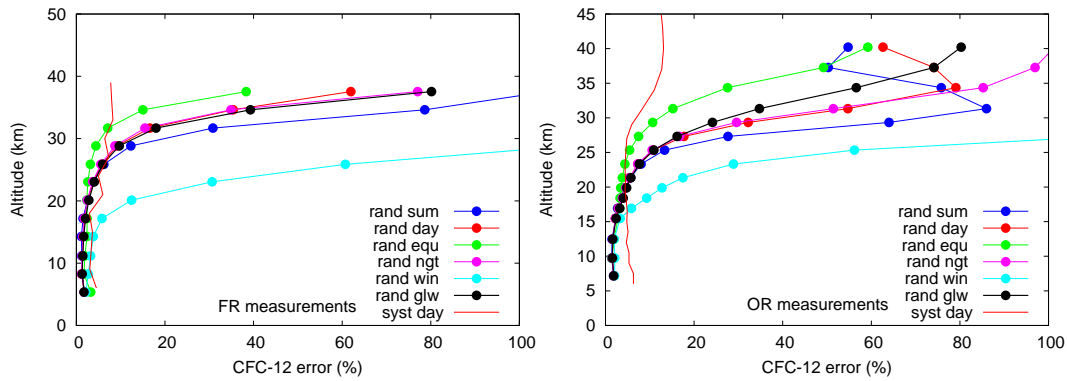 50
40
30
20
10
0
Altitude (km)
0 20 40 60 80 100
CFC-12 error (%)
FR measurements
rand sum
rand day
rand equ
rand ngt
rand win
rand glw
syst day
45
40
35
30
25
20
15
10
5
0
Altitude (km)
0 20 40 60 80 100
CFC-12 error (%)
OR measurements
rand sum
rand day
rand equ
rand ngt
rand win
rand glw
syst day